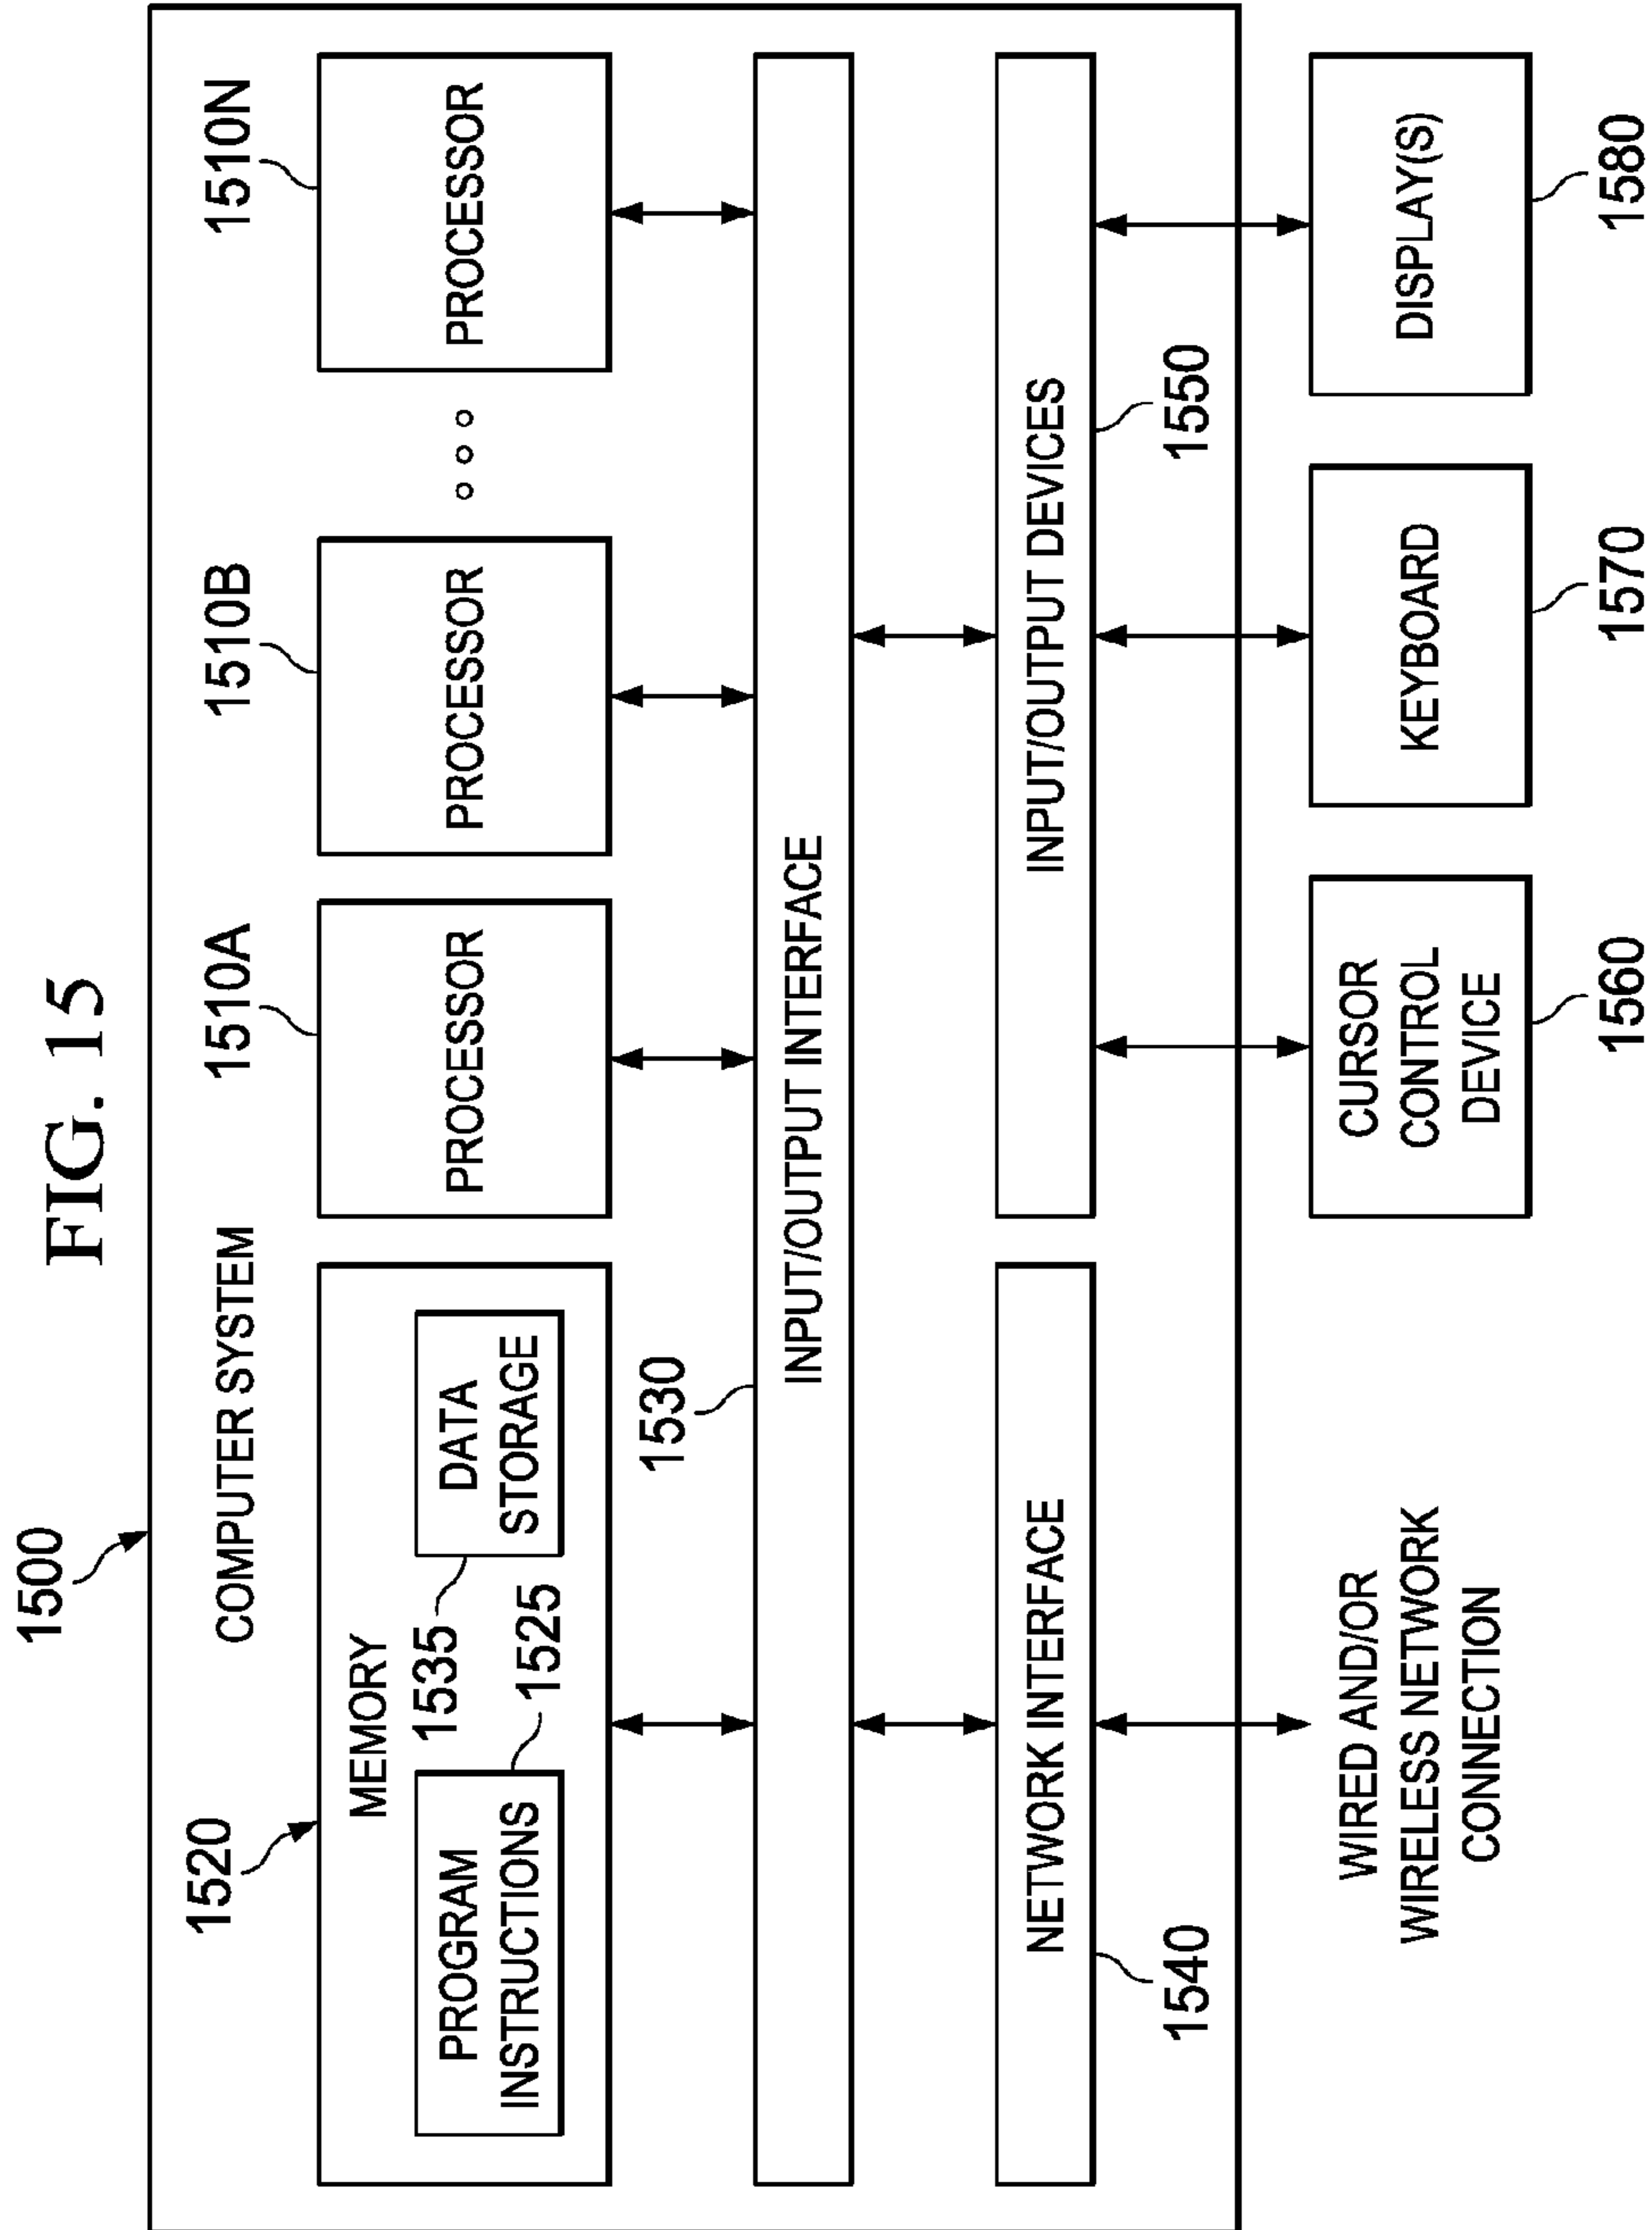 FIG. 15
1500
COMPUTER SYSTEM
1520
1510A
1510B
1510N
MEMORY
PROGRAM
INSTRUCTIONS
1525
1535
DATA
STORAGE
PROCESSOR
PROCESSOR
PROCESSOR
1530
INPUT/OUTPUT INTERFACE
NETWORK INTERFACE
INPUT/OUTPUT DEVICES
1540
1550
WIRED AND/OR
WIRELESS NETWORK
CONNECTION
CURSOR
CONTROL
DEVICE
KEYBOARD
DISPLAY(S)
1560
1570
1580